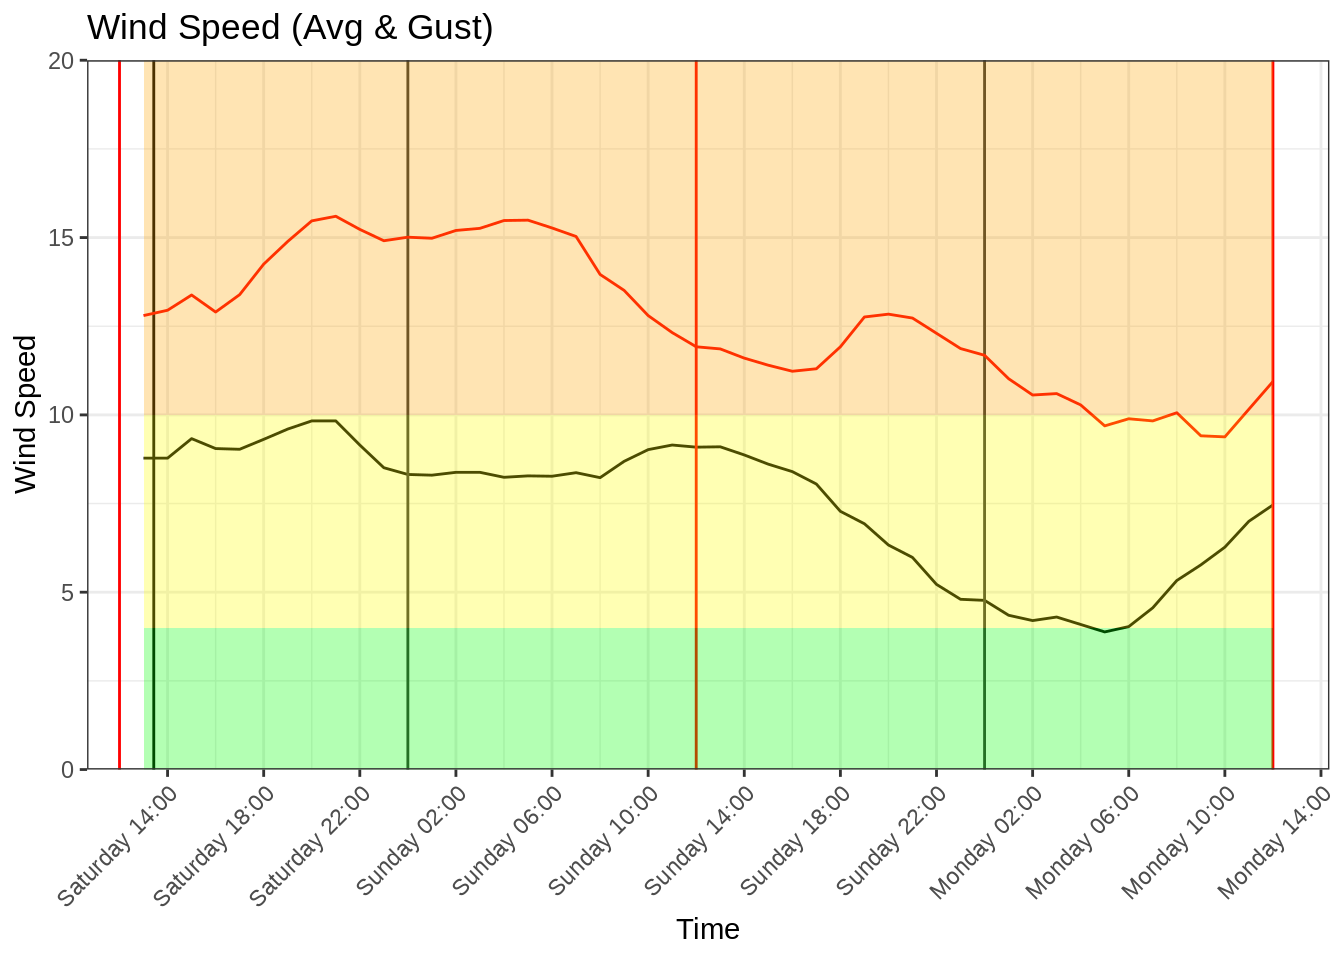 Wind Speed (Avg & Gust)
20
15
10
5
0
Wind Speed
Saturday 14:00
Saturday 18:00
Saturday 22:00
Sunday 02:00
Sunday 06:00
Sunday 10:00
Sunday 14:00
Sunday 18:00
Sunday 22:00
Monday 02:00
Monday 06:00
Monday 10:00
Monday 14:00
Time